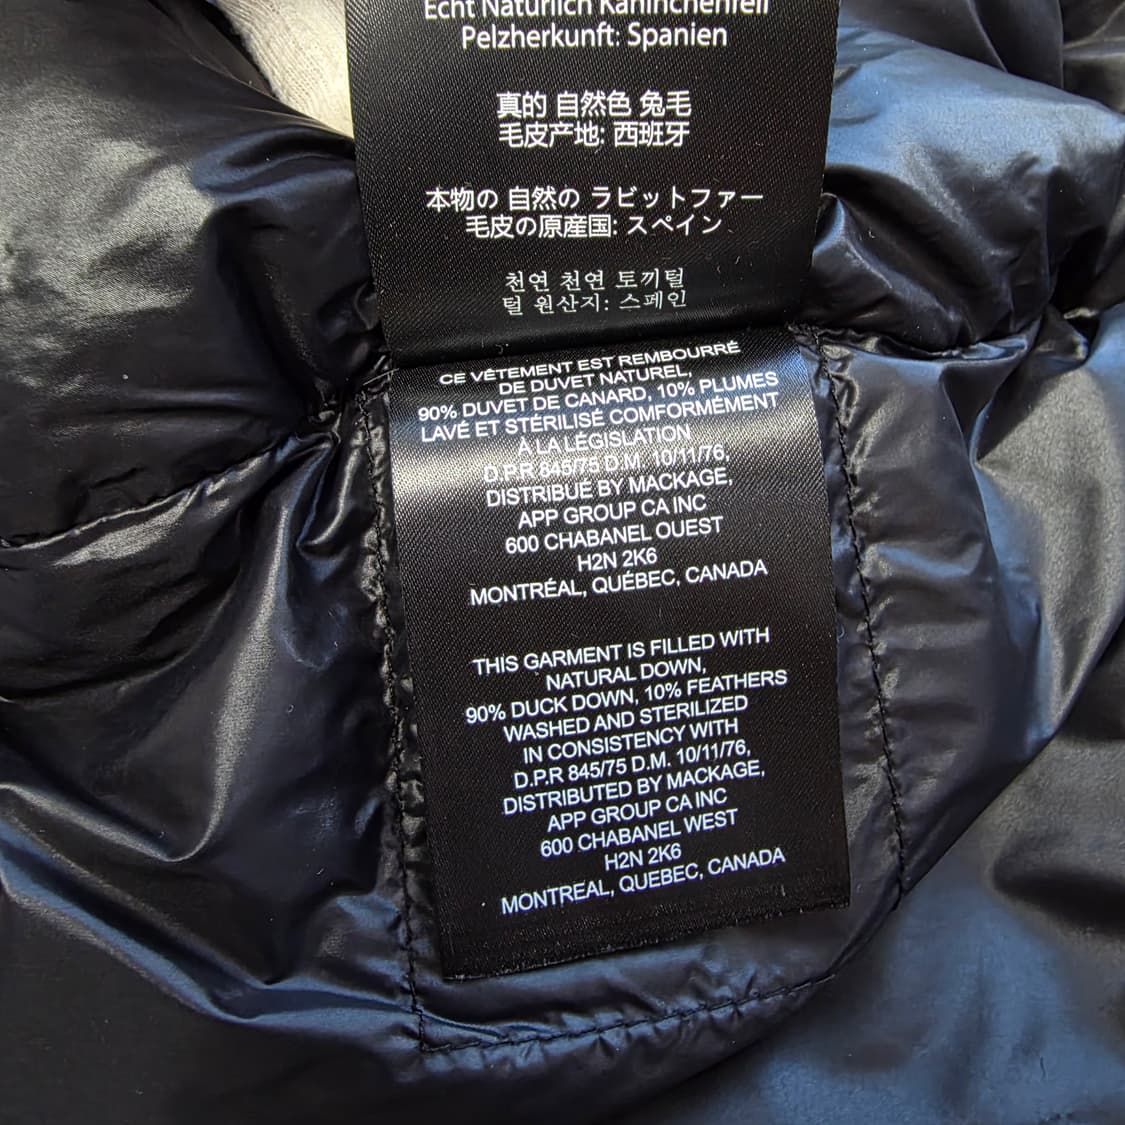 Echt Natürlich Kaninchenfell
Pelzherkunft: Spanien
真的 自然色 兔毛
毛皮产地: 西班牙
本物の 自然の ラビットファー
毛皮の原産国: スペイン
천연 천연 토끼털
털 원산지: 스페인
CE VÊTEMENT EST REMBOURRÉ
DE DUVET NATUREL,
90% DUVET DE CANARD, 10% PLUMES
LAVÉ ET STÉRILISÉ COMFORMÉMENT
À LA LÉGISLATION
D.P.R 845/75 D.M. 10/11/76,
DISTRIBUÉ BY MACKAGE,
APP GROUP CA INC
600 CHABANEL OUEST
H2N 2K6
MONTRÉAL, QUÉBEC, CANADA
THIS GARMENT IS FILLED WITH
NATURAL DOWN,
90% DUCK DOWN, 10% FEATHERS
WASHED AND STERILIZED
IN CONSISTENCY WITH
D.P.R 845/75 D.M. 10/11/76,
DISTRIBUTED BY MACKAGE,
APP GROUP CA INC
600 CHABANEL WEST
H2N 2K6
MONTREAL, QUEBEC, CANADA